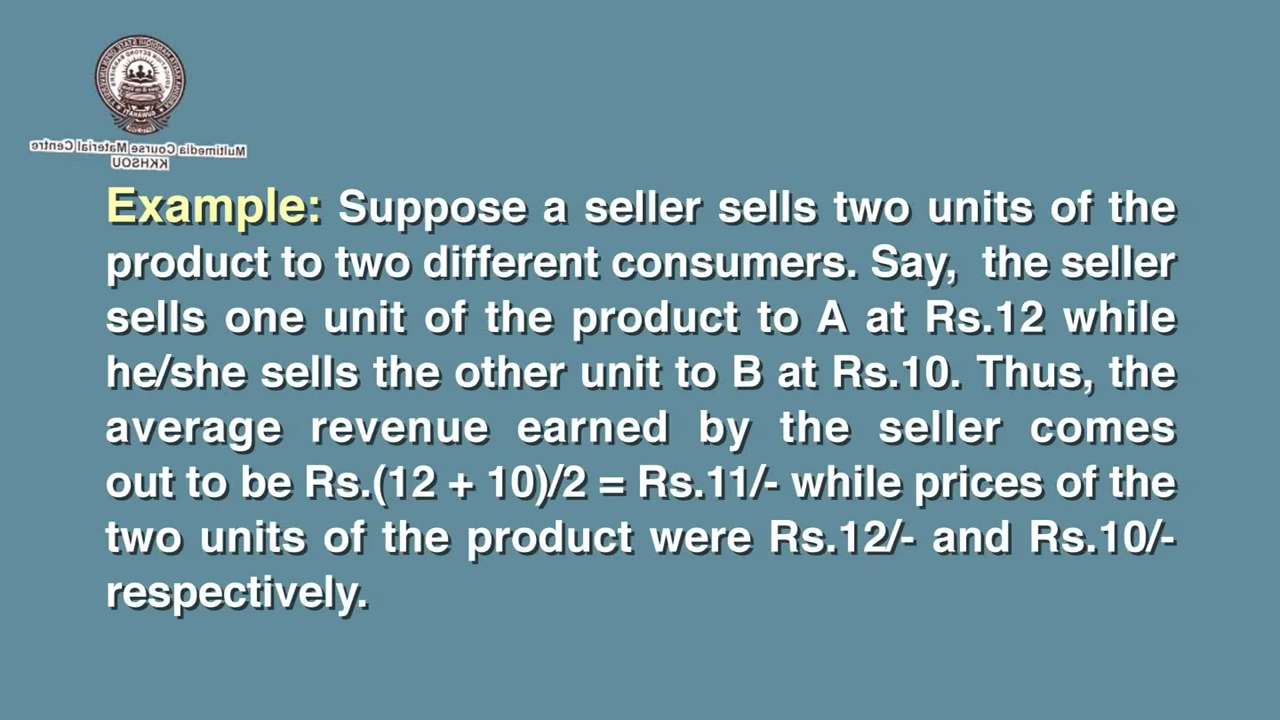 Multimedia Course Material Centre
KKHSOU
Example: Suppose a seller sells two units of the
product to two different consumers. Say, the seller
sells one unit of the product to A at Rs.12 while
he/she sells the other unit to B at Rs.10. Thus, the
average revenue earned by the seller comes
out to be Rs.(12 + 10)/2 = Rs.11/- while prices of the
two units of the product were Rs.12/- and Rs.10/-
respectively.